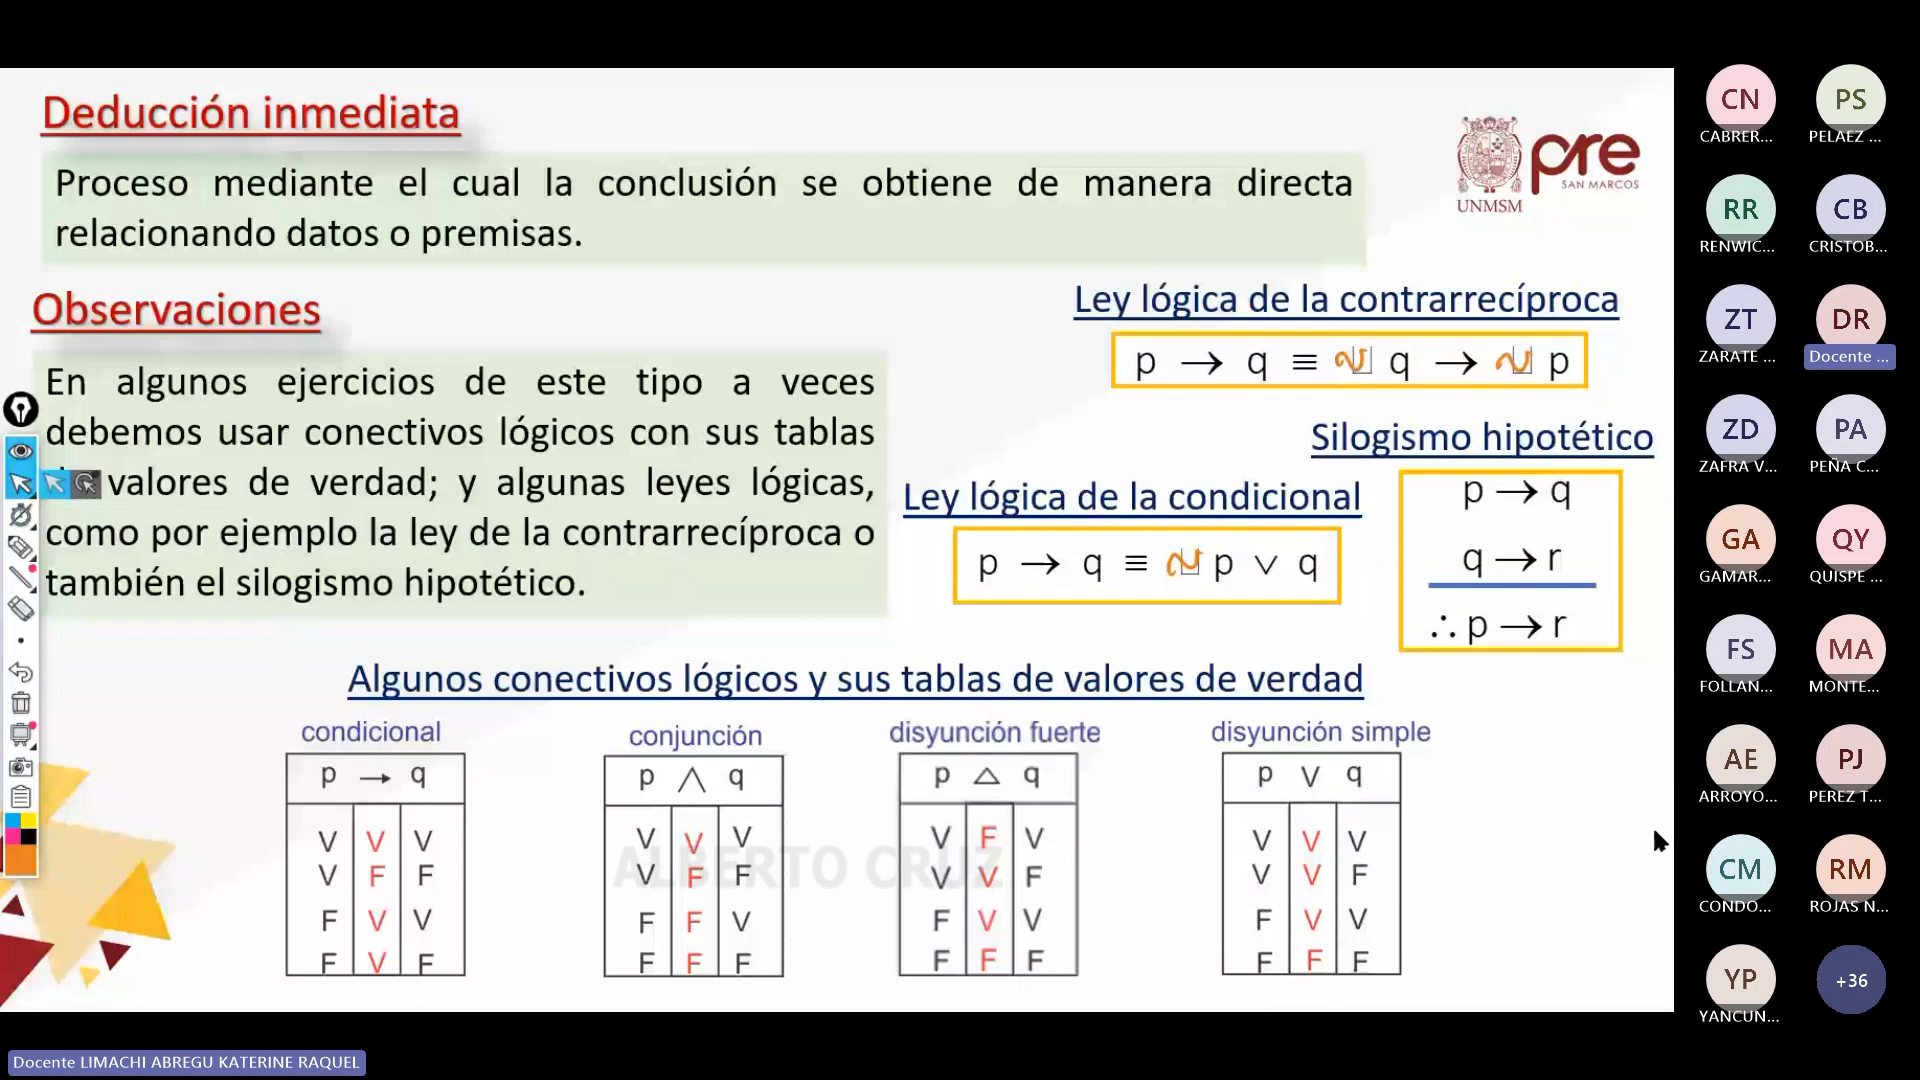 Deducción inmediata
Proceso mediante el cual la conclusión se obtiene de manera directa
relacionando datos o premisas.
pre
SAN MARCOS
UNMSM
Observaciones
En algunos ejercicios de este tipo a veces
debemos usar conectivos lógicos con sus tablas
valores de verdad; y algunas leyes lógicas,
como por ejemplo la ley de la contrarrecíproca o
también el silogismo hipotético.
Ley lógica de la contrarrecíproca
p → q ≡ ~ q → ~ p
Ley lógica de la condicional
p → q ≡ ~ p ∨ q
Silogismo hipotético
p → q
q → r
∴ p → r
Algunos conectivos lógicos y sus tablas de valores de verdad
condicional
p → q
V V V
V F F
F V V
F V F
conjunción
p ∧ q
V V V
V F F
F F V
F F F
disyunción fuerte
p △ q
V F V
V V F
F V V
F F F
disyunción simple
p ∨ q
V V V
V V F
F V V
F F F
ALBERTO CRUZ
CN PS
CABRER... PELAEZ ...
RR CB
RENWIC... CRISTOB...
ZT DR
ZARATE ... Docente ...
ZD PA
ZAFRA V... PEÑA C...
GA QY
GAMAR... QUISPE ...
FS MA
FOLLAN... MONTE...
AE PJ
ARROYO... PEREZ T...
CM RM
CONDO... ROJAS N...
YP +36
YANCUN...
Docente LIMACHI ABREGU KATERINE RAQUEL